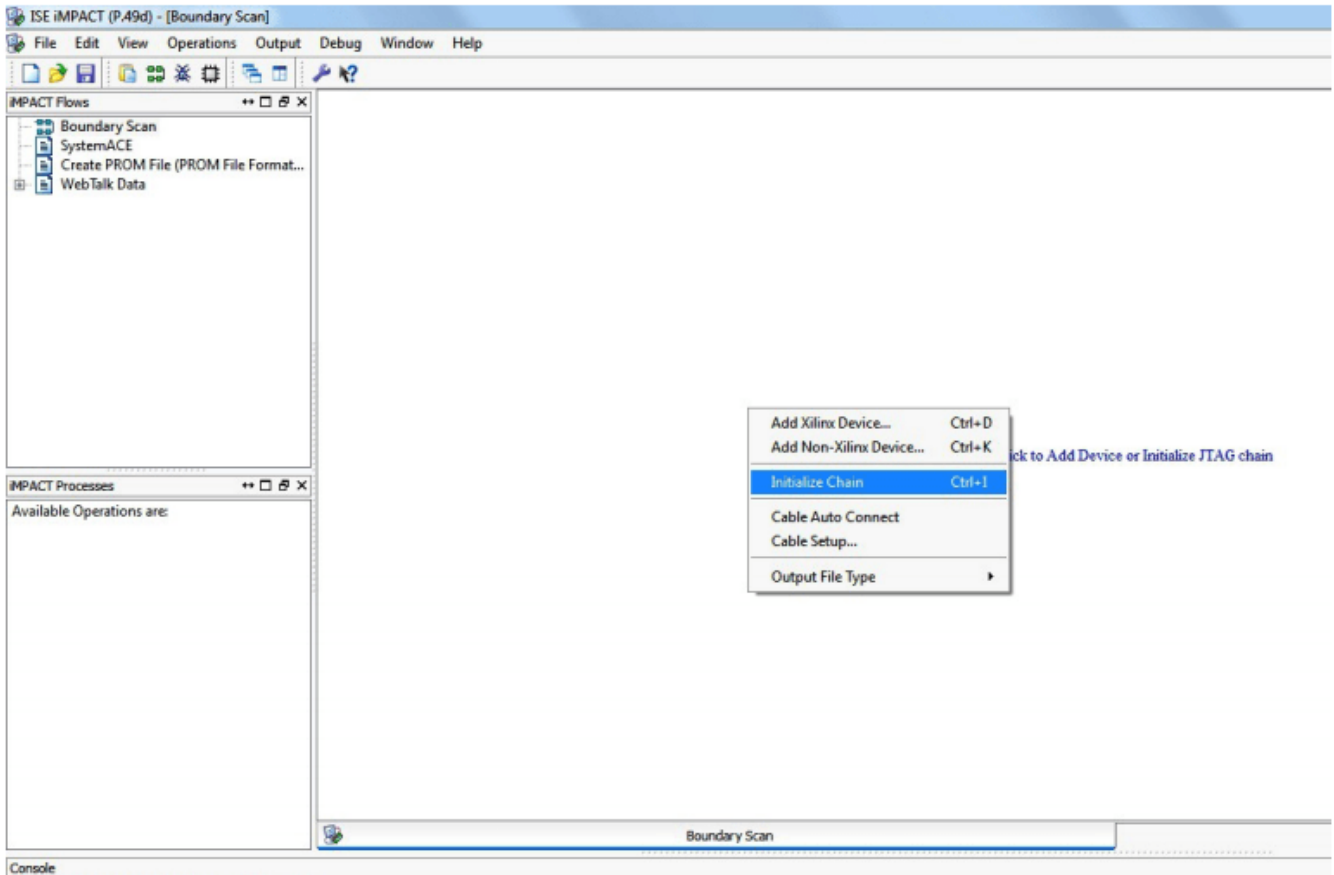 ISE iMPACT (P.49d) - [Boundary Scan]
File Edit View Operations Output Debug Window Help
iMPACT Flows
Boundary Scan
SystemACE
Create PROM File (PROM File Format...
WebTalk Data
Add Xilinx Device... Ctrl+D
Add Non-Xilinx Device... Ctrl+K
ick to Add Device or Initialize JTAG chain
Initialize Chain Ctrl+I
iMPACT Processes
Available Operations are:
Cable Auto Connect
Cable Setup...
Output File Type
Boundary Scan
Console